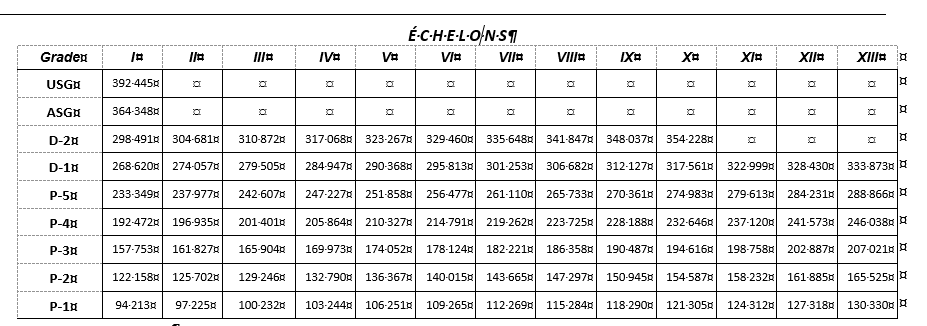 É·C·H·E·L·O·N·S¶
Grade¤ I¤ II¤ III¤ IV¤ V¤ VI¤ VII¤ VIII¤ IX¤ X¤ XI¤ XII¤ XIII¤ ¤
USG¤ 392·445¤ ¤ ¤ ¤ ¤ ¤ ¤ ¤ ¤ ¤ ¤ ¤ ¤ ¤
ASG¤ 364·348¤ ¤ ¤ ¤ ¤ ¤ ¤ ¤ ¤ ¤ ¤ ¤ ¤ ¤
D-2¤ 298·491¤ 304·681¤ 310·872¤ 317·068¤ 323·267¤ 329·460¤ 335·648¤ 341·847¤ 348·037¤ 354·228¤ ¤ ¤ ¤ ¤
D-1¤ 268·620¤ 274·057¤ 279·505¤ 284·947¤ 290·368¤ 295·813¤ 301·253¤ 306·682¤ 312·127¤ 317·561¤ 322·999¤ 328·430¤ 333·873¤ ¤
P-5¤ 233·349¤ 237·977¤ 242·607¤ 247·227¤ 251·858¤ 256·477¤ 261·110¤ 265·733¤ 270·361¤ 274·983¤ 279·613¤ 284·231¤ 288·866¤ ¤
P-4¤ 192·472¤ 196·935¤ 201·401¤ 205·864¤ 210·327¤ 214·791¤ 219·262¤ 223·725¤ 228·188¤ 232·646¤ 237·120¤ 241·573¤ 246·038¤ ¤
P-3¤ 157·753¤ 161·827¤ 165·904¤ 169·973¤ 174·052¤ 178·124¤ 182·221¤ 186·358¤ 190·487¤ 194·616¤ 198·758¤ 202·887¤ 207·021¤ ¤
P-2¤ 122·158¤ 125·702¤ 129·246¤ 132·790¤ 136·367¤ 140·015¤ 143·665¤ 147·297¤ 150·945¤ 154·587¤ 158·232¤ 161·885¤ 165·525¤ ¤
P-1¤ 94·213¤ 97·225¤ 100·232¤ 103·244¤ 106·251¤ 109·265¤ 112·269¤ 115·284¤ 118·290¤ 121·305¤ 124·312¤ 127·318¤ 130·330¤ ¤